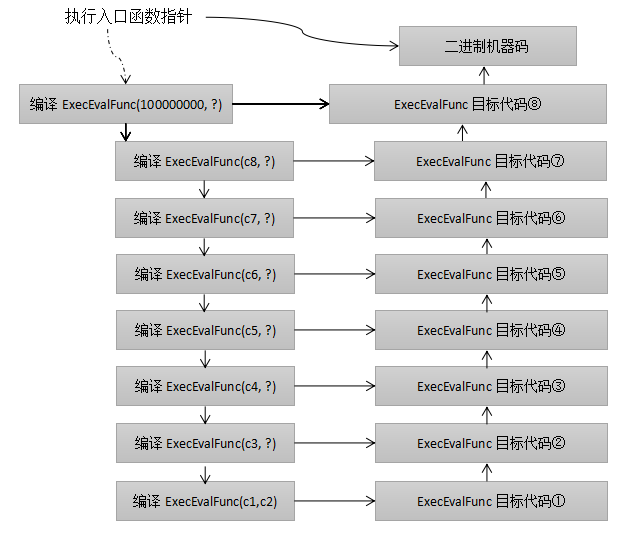 执行入口函数指针
二进制机器码
编译 ExecEvalFunc(100000000, ?)
ExecEvalFunc 目标代码⑧
编译 ExecEvalFunc(c8, ?)
ExecEvalFunc 目标代码⑦
编译 ExecEvalFunc(c7, ?)
ExecEvalFunc 目标代码⑥
编译 ExecEvalFunc(c6, ?)
ExecEvalFunc 目标代码⑤
编译 ExecEvalFunc(c5, ?)
ExecEvalFunc 目标代码④
编译 ExecEvalFunc(c4, ?)
ExecEvalFunc 目标代码③
编译 ExecEvalFunc(c3, ?)
ExecEvalFunc 目标代码②
编译 ExecEvalFunc(c1,c2)
ExecEvalFunc 目标代码①